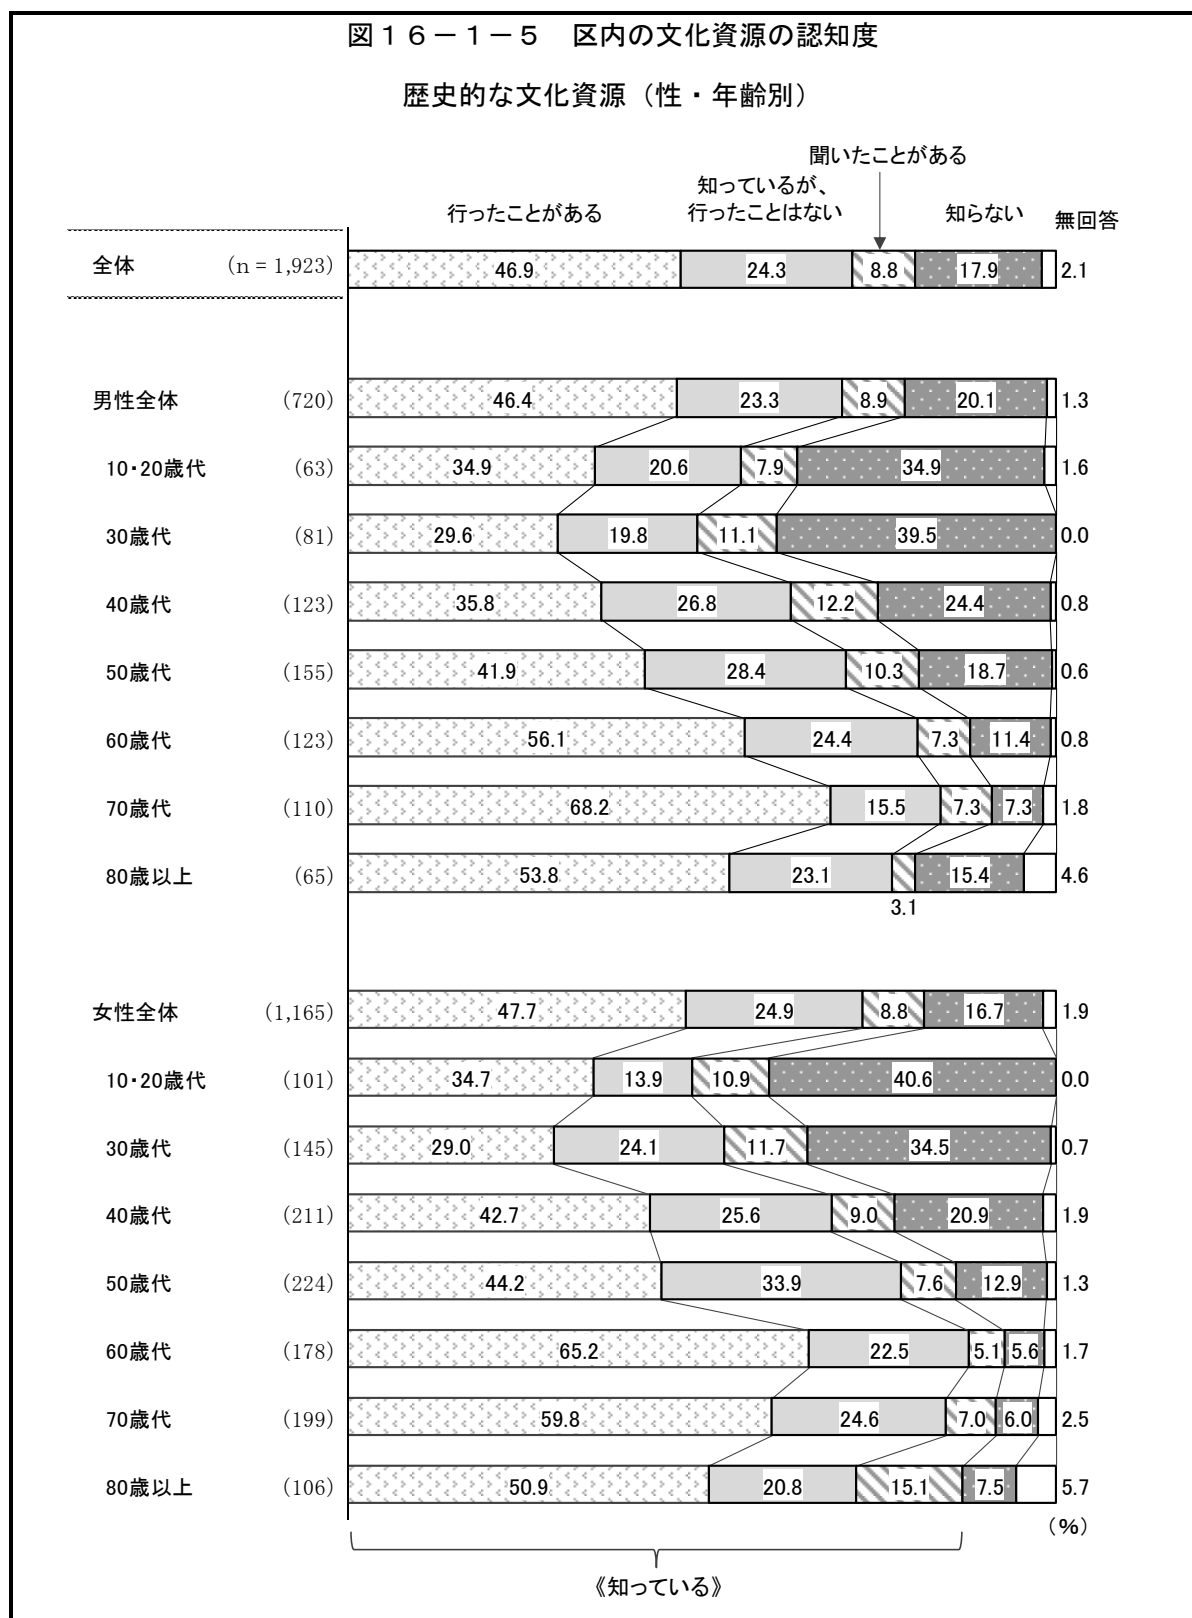 図16-1-5　区内の文化資源の認知度
歴史的な文化資源（性・年齢別）
聞いたことがある
知っているが、
行ったことがある 行ったことはない 知らない 無回答
全体 （n = 1,923） 46.9 24.3 8.8 17.9 2.1
男性全体 （720） 46.4 23.3 8.9 20.1 1.3
10・20歳代 （63） 34.9 20.6 7.9 34.9 1.6
30歳代 （81） 29.6 19.8 11.1 39.5 0.0
40歳代 （123） 35.8 26.8 12.2 24.4 0.8
50歳代 （155） 41.9 28.4 10.3 18.7 0.6
60歳代 （123） 56.1 24.4 7.3 11.4 0.8
70歳代 （110） 68.2 15.5 7.3 7.3 1.8
80歳以上 （65） 53.8 23.1 15.4 4.6
3.1
女性全体 （1,165） 47.7 24.9 8.8 16.7 1.9
10・20歳代 （101） 34.7 13.9 10.9 40.6 0.0
30歳代 （145） 29.0 24.1 11.7 34.5 0.7
40歳代 （211） 42.7 25.6 9.0 20.9 1.9
50歳代 （224） 44.2 33.9 7.6 12.9 1.3
60歳代 （178） 65.2 22.5 5.1 5.6 1.7
70歳代 （199） 59.8 24.6 7.0 6.0 2.5
80歳以上 （106） 50.9 20.8 15.1 7.5 5.7
（%）
《知っている》